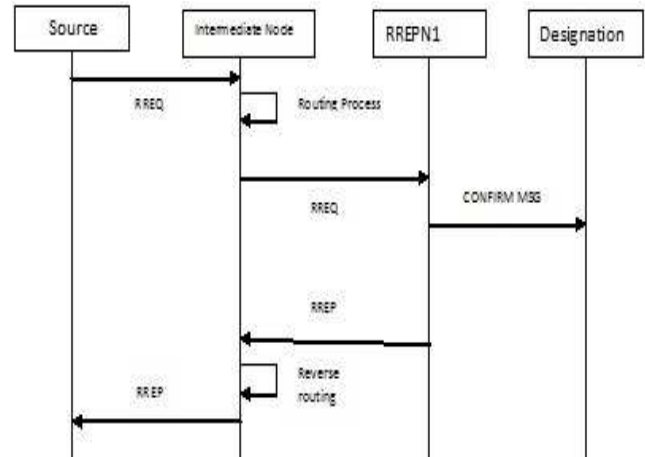 Source
Intermediate Node
RREPN1
Designation
RREQ
Routing Process
RREQ
CONFIRM MSG
RREP
Reverse
routing
RREP